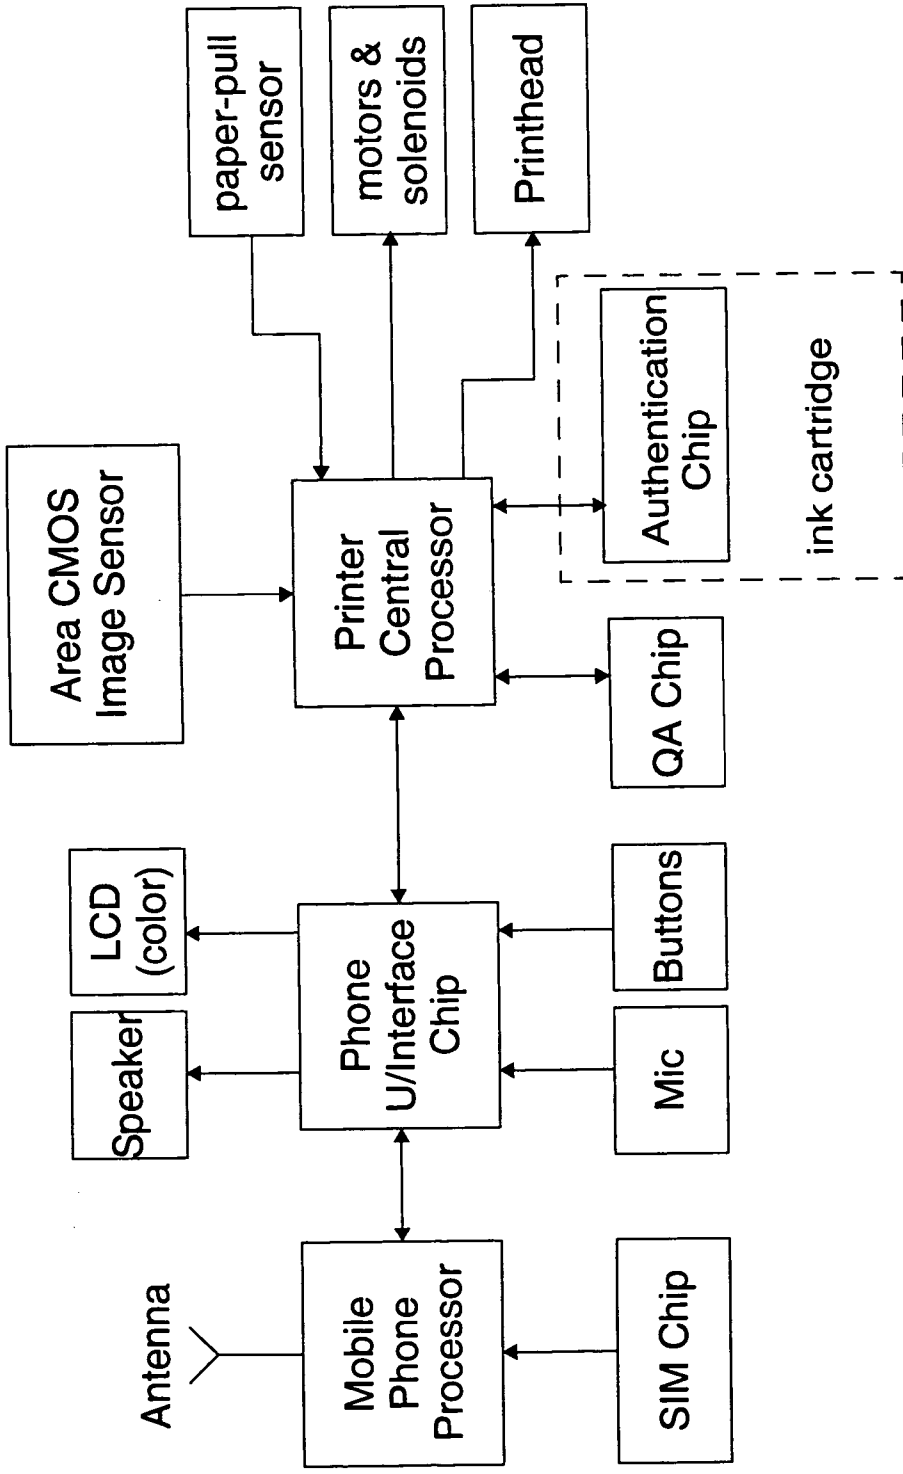 Antenna
Mobile
Phone
Processor
SIM Chip
Speaker
LCD
(color)
Phone
U/Interface
Chip
Mic
Buttons
Area CMOS
Image Sensor
Printer
Central
Processor
QA Chip
Authentication
Chip
ink cartridge
paper-pull
sensor
motors &
solenoids
Printhead